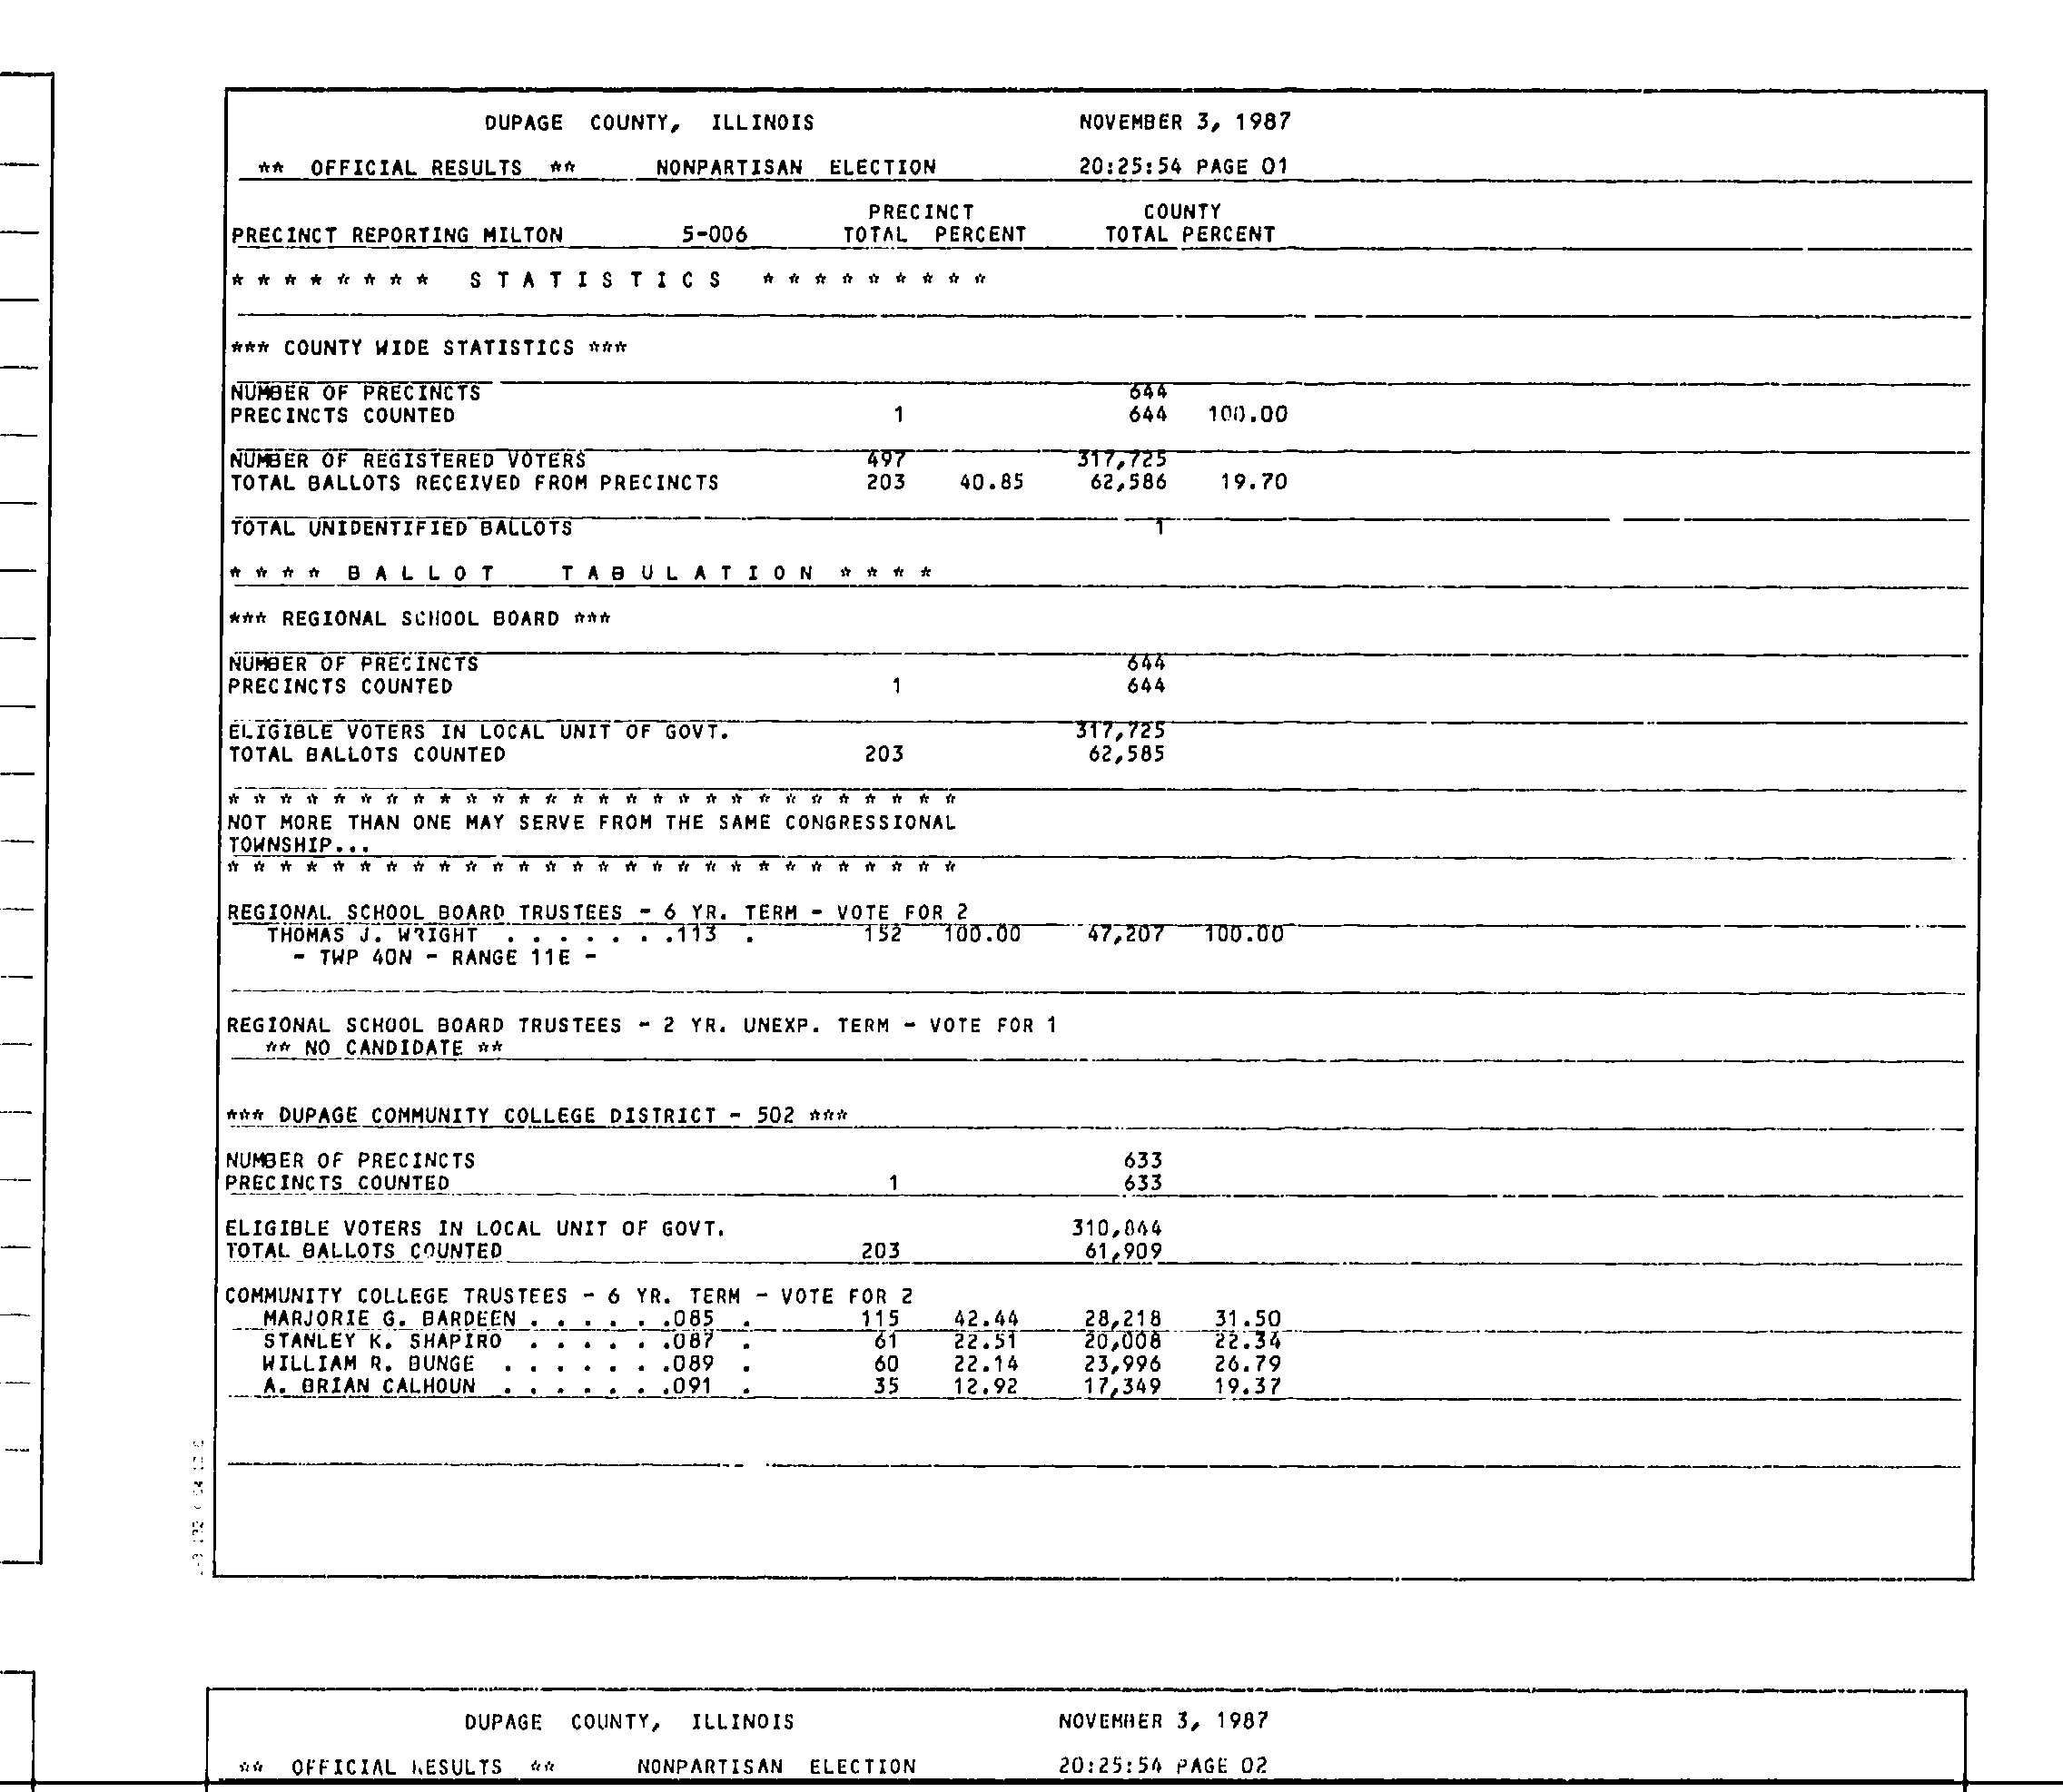 DUPAGE COUNTY, ILLINOIS NOVEMBER 3, 1987
** OFFICIAL RESULTS ** NONPARTISAN ELECTION 20:25:54 PAGE 01
PRECINCT COUNTY
PRECINCT REPORTING MILTON 5-006 TOTAL PERCENT TOTAL PERCENT
* * * * * * * * S T A T I S T I C S * * * * * * * * *
*** COUNTY WIDE STATISTICS ***
NUMBER OF PRECINCTS 644
PRECINCTS COUNTED 1 644 100.00
NUMBER OF REGISTERED VOTERS 497 317,725
TOTAL BALLOTS RECEIVED FROM PRECINCTS 203 40.85 62,586 19.70
TOTAL UNIDENTIFIED BALLOTS 1
* * * * B A L L O T T A B U L A T I O N * * * *
*** REGIONAL SCHOOL BOARD ***
NUMBER OF PRECINCTS 644
PRECINCTS COUNTED 1 644
ELIGIBLE VOTERS IN LOCAL UNIT OF GOVT. 317,725
TOTAL BALLOTS COUNTED 203 62,585
* * * * * * * * * * * * * * * * * * * * * * * * * * * *
NOT MORE THAN ONE MAY SERVE FROM THE SAME CONGRESSIONAL
TOWNSHIP...
* * * * * * * * * * * * * * * * * * * * * * * * * * * *
REGIONAL SCHOOL BOARD TRUSTEES - 6 YR. TERM - VOTE FOR 2
THOMAS J. WRIGHT . . . . . . .113 . 152 100.00 47,207 100.00
- TWP 40N - RANGE 11E -
REGIONAL SCHOOL BOARD TRUSTEES - 2 YR. UNEXP. TERM - VOTE FOR 1
** NO CANDIDATE **
*** DUPAGE COMMUNITY COLLEGE DISTRICT - 502 ***
NUMBER OF PRECINCTS 633
PRECINCTS COUNTED 1 633
ELIGIBLE VOTERS IN LOCAL UNIT OF GOVT. 310,844
TOTAL BALLOTS COUNTED 203 61,909
COMMUNITY COLLEGE TRUSTEES - 6 YR. TERM - VOTE FOR 2
MARJORIE G. BARDEEN . . . . . .085 . 115 42.44 28,218 31.50
STANLEY K. SHAPIRO . . . . . .087 . 61 22.51 20,008 22.34
WILLIAM R. BUNGE . . . . . . .089 . 60 22.14 23,996 26.79
A. BRIAN CALHOUN . . . . . . .091 . 35 12.92 17,349 19.37
DUPAGE COUNTY, ILLINOIS NOVEMBER 3, 1987
** OFFICIAL RESULTS ** NONPARTISAN ELECTION 20:25:54 PAGE 02